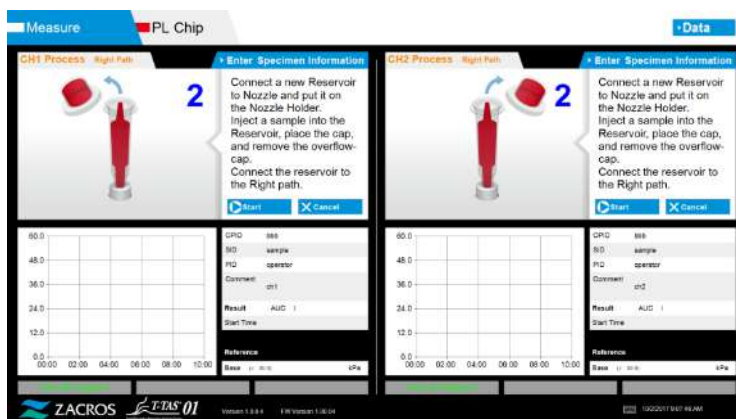 Measure
PL Chip
Data
CH1 Process Right Path
Enter Specimen Information
2
Connect a new Reservoir
to Nozzle and put it on
the Nozzle Holder.
Inject a sample into the
Reservoir, place the cap,
and remove the overflow-
cap.
Connect the reservoir to
the Right path.
Start
Cancel
60.0
48.0
36.0
24.0
12.0
0.0
00:00 02:00 04:00 06:00 08:00 10:00
CPID
SID sample
PID operator
Comment
ch1
Result AUC
Start Time
Reference
Base kPa
CH2 Process Right Path
Enter Specimen Information
2
Connect a new Reservoir
to Nozzle and put it on
the Nozzle Holder.
Inject a sample into the
Reservoir, place the cap,
and remove the overflow-
cap.
Connect the reservoir to
the Right path.
Start
Cancel
60.0
48.0
36.0
24.0
12.0
0.0
00:00 02:00 04:00 06:00 08:00 10:00
CPID
SID sample
PID operator
Comment
ch2
Result AUC
Start Time
Reference
Base kPa
ZACROS T-TAS 01